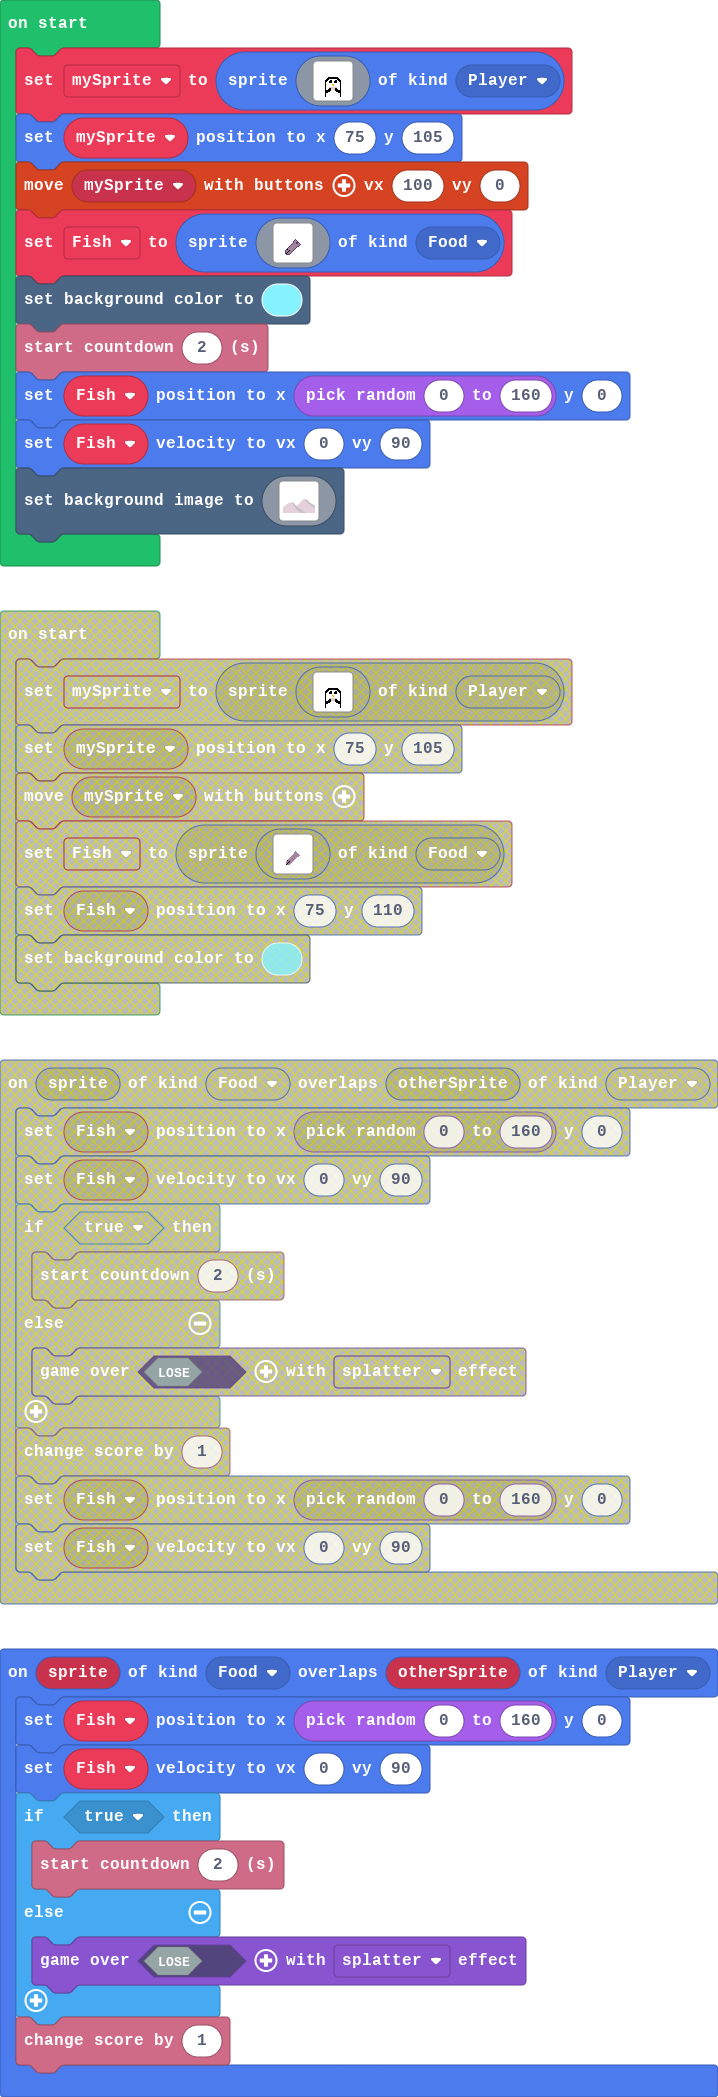 on start
set mySprite to sprite of kind Player
set mySprite position to x 75 y 105
move mySprite with buttons vx 100 vy 0
set Fish to sprite of kind Food
set background color to
start countdown 2 (s)
set Fish position to x pick random 0 to 160 y 0
set Fish velocity to vx 0 vy 90
set background image to
on start
set mySprite to sprite of kind Player
set mySprite position to x 75 y 105
move mySprite with buttons
set Fish to sprite of kind Food
set Fish position to x 75 y 110
set background color to
on sprite of kind Food overlaps otherSprite of kind Player
set Fish position to x pick random 0 to 160 y 0
set Fish velocity to vx 0 vy 90
if true then
start countdown 2 (s)
else
game over LOSE with splatter effect
change score by 1
set Fish position to x pick random 0 to 160 y 0
set Fish velocity to vx 0 vy 90
on sprite of kind Food overlaps otherSprite of kind Player
set Fish position to x pick random 0 to 160 y 0
set Fish velocity to vx 0 vy 90
if true then
start countdown 2 (s)
else
game over LOSE with splatter effect
change score by 1